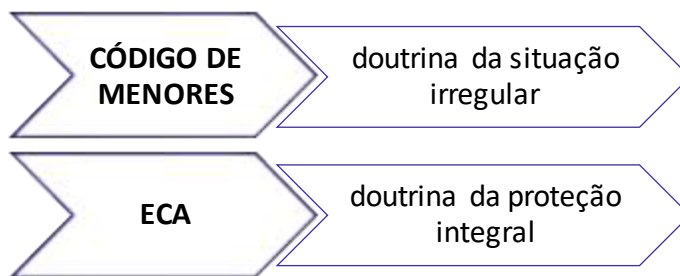 CÓDIGO DE
MENORES
doutrina da situação
irregular
ECA
doutrina da proteção
integral